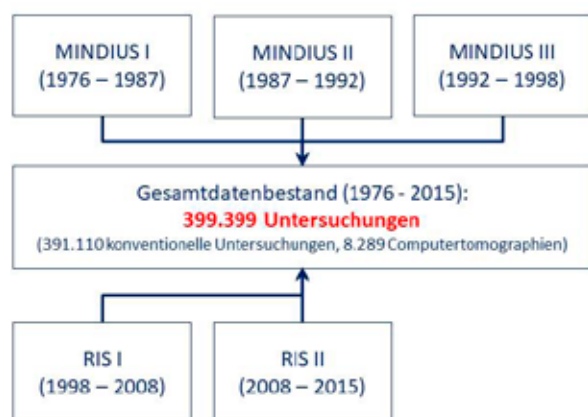 MINDIUS I
(1976 – 1987)
MINDIUS II
(1987 – 1992)
MINDIUS III
(1992 – 1998)
Gesamtdatenbestand (1976 - 2015):
399.399 Untersuchungen
(391.110 konventionelle Untersuchungen, 8.289 Computertomographien)
RIS I
(1998 – 2008)
RIS II
(2008 – 2015)